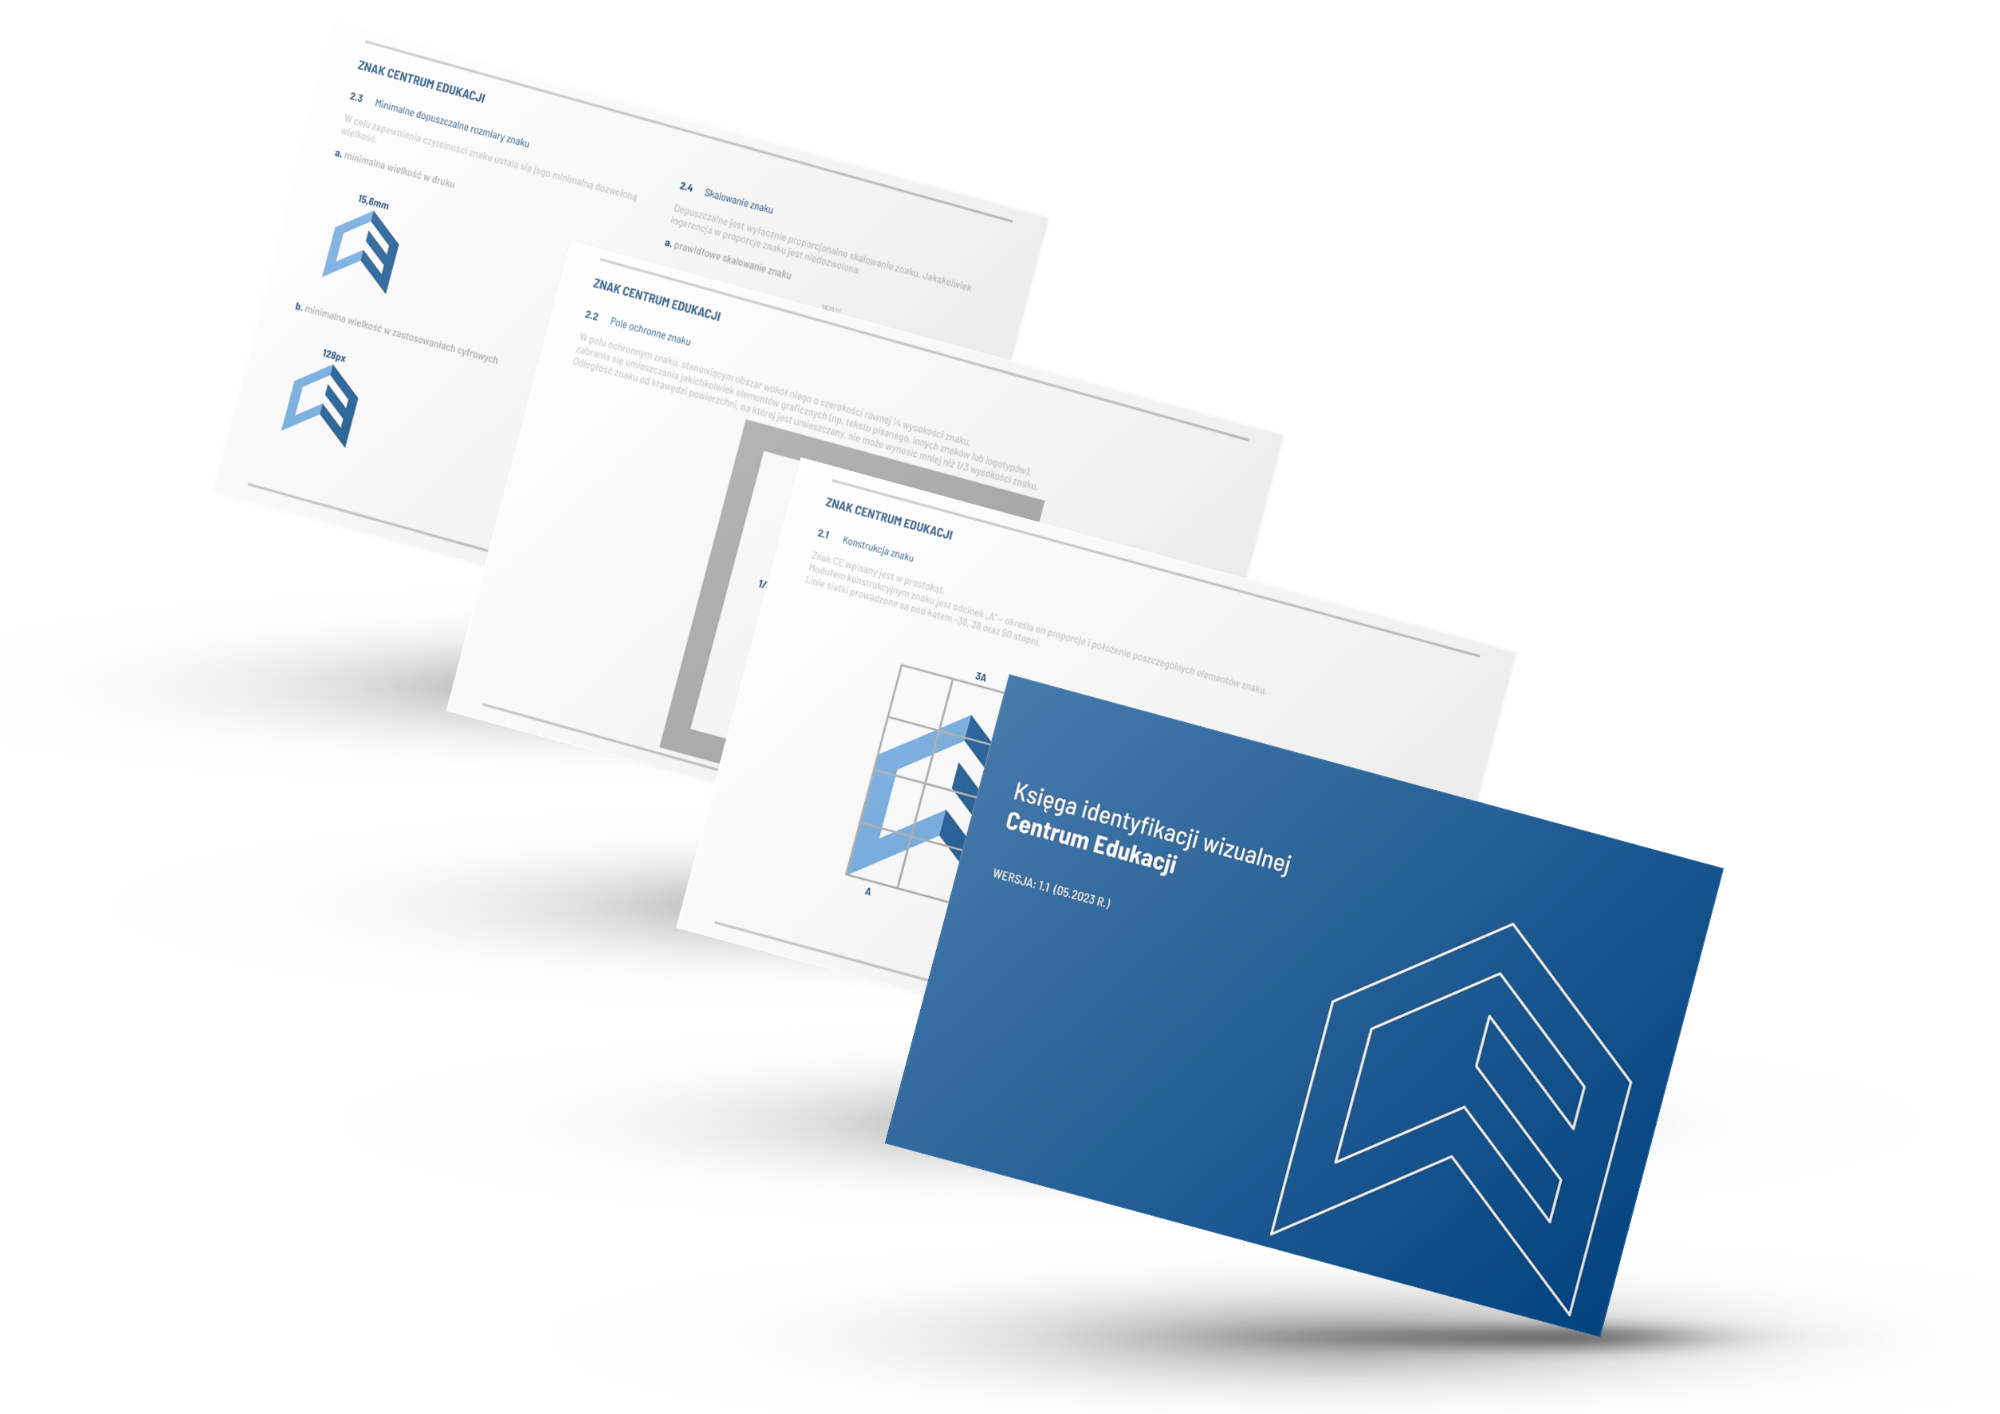 ZNAK CENTRUM EDUKACJI
2.3 Minimalne dopuszczalne rozmiary znaku
W celu zapewnienia czytelności znaku ustala się jego minimalną dozwoloną
wielkość.
a. minimalna wielkość w druku
15,6mm
b. minimalna wielkość w zastosowaniach cyfrowych
128px
2.4 Skalowanie znaku
Dopuszczalne jest wyłącznie proporcjonalne skalowanie znaku. Jakakolwiek
ingerencja w proporcje znaku jest niedozwolona.
a. prawidłowe skalowanie znaku
ZNAK CENTRUM EDUKACJI
2.2 Pole ochronne znaku
W polu ochronnym znaku, stanowiącym obszar wokół niego o szerokości równej ¼ wysokości znaku,
zabrania się umieszczania jakichkolwiek elementów graficznych (np. tekstu pisanego, innych znaków lub logotypów).
Odległość znaku od krawędzi powierzchni, na której jest umieszczany, nie może wynosić mniej niż 1/3 wysokości znaku.
1/
ZNAK CENTRUM EDUKACJI
2.1 Konstrukcja znaku
Znak CE wpisany jest w prostokąt.
Modułem konstrukcyjnym znaku jest odcinek „A” – określa on proporcje i położenie poszczególnych elementów znaku.
Linie siatki prowadzone są pod kątem -38, 38 oraz 90 stopni.
3A
A
Księga identyfikacji wizualnej
Centrum Edukacji
WERSJA: 1.1 (05.2023 R.)